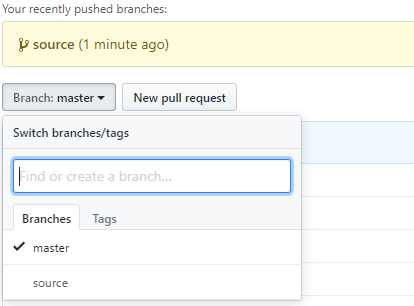 Your recently pushed branches:
source (1 minute ago)
Branch: master
New pull request
Switch branches/tags
Find or create a branch...
Branches
Tags
master
source